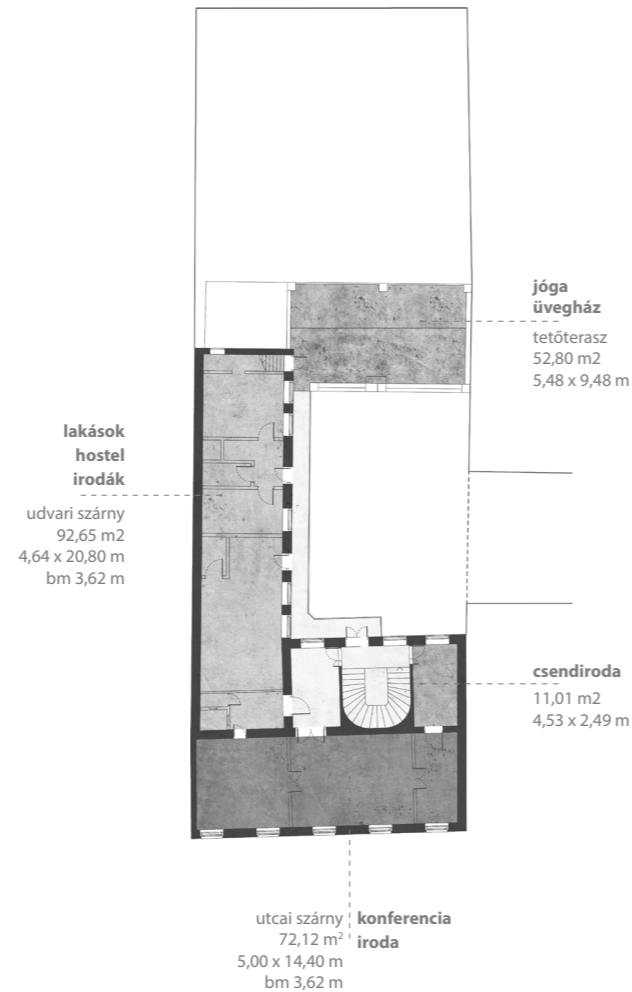 jóga
üvegház
tetőterasz
52,80 m2
5,48 x 9,48 m
lakások
hostel
irodák
udvari szárny
92,65 m2
4,64 x 20,80 m
bm 3,62 m
csendiroda
11,01 m2
4,53 x 2,49 m
utcai szárny
72,12 m²
5,00 x 14,40 m
bm 3,62 m
konferencia
iroda